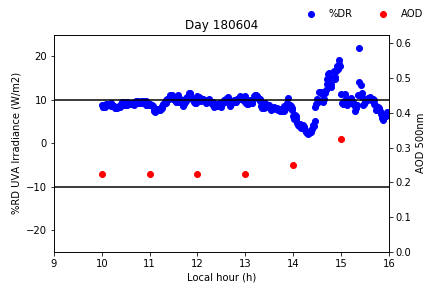 %DR AOD
Day 180604
%RD UVA Irradiance (W/m2)
20
10
0
−10
−20
0.6
0.5
0.4
0.3
0.2
0.1
0.0
AOD 500nm
9 10 11 12 13 14 15 16
Local hour (h)